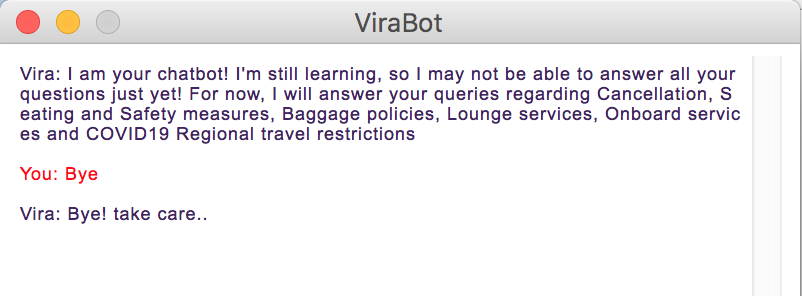 ViraBot
Vira: I am your chatbot! I'm still learning, so I may not be able to answer all your
questions just yet! For now, I will answer your queries regarding Cancellation, S
eating and Safety measures, Baggage policies, Lounge services, Onboard servic
es and COVID19 Regional travel restrictions
You: Bye
Vira: Bye! take care..